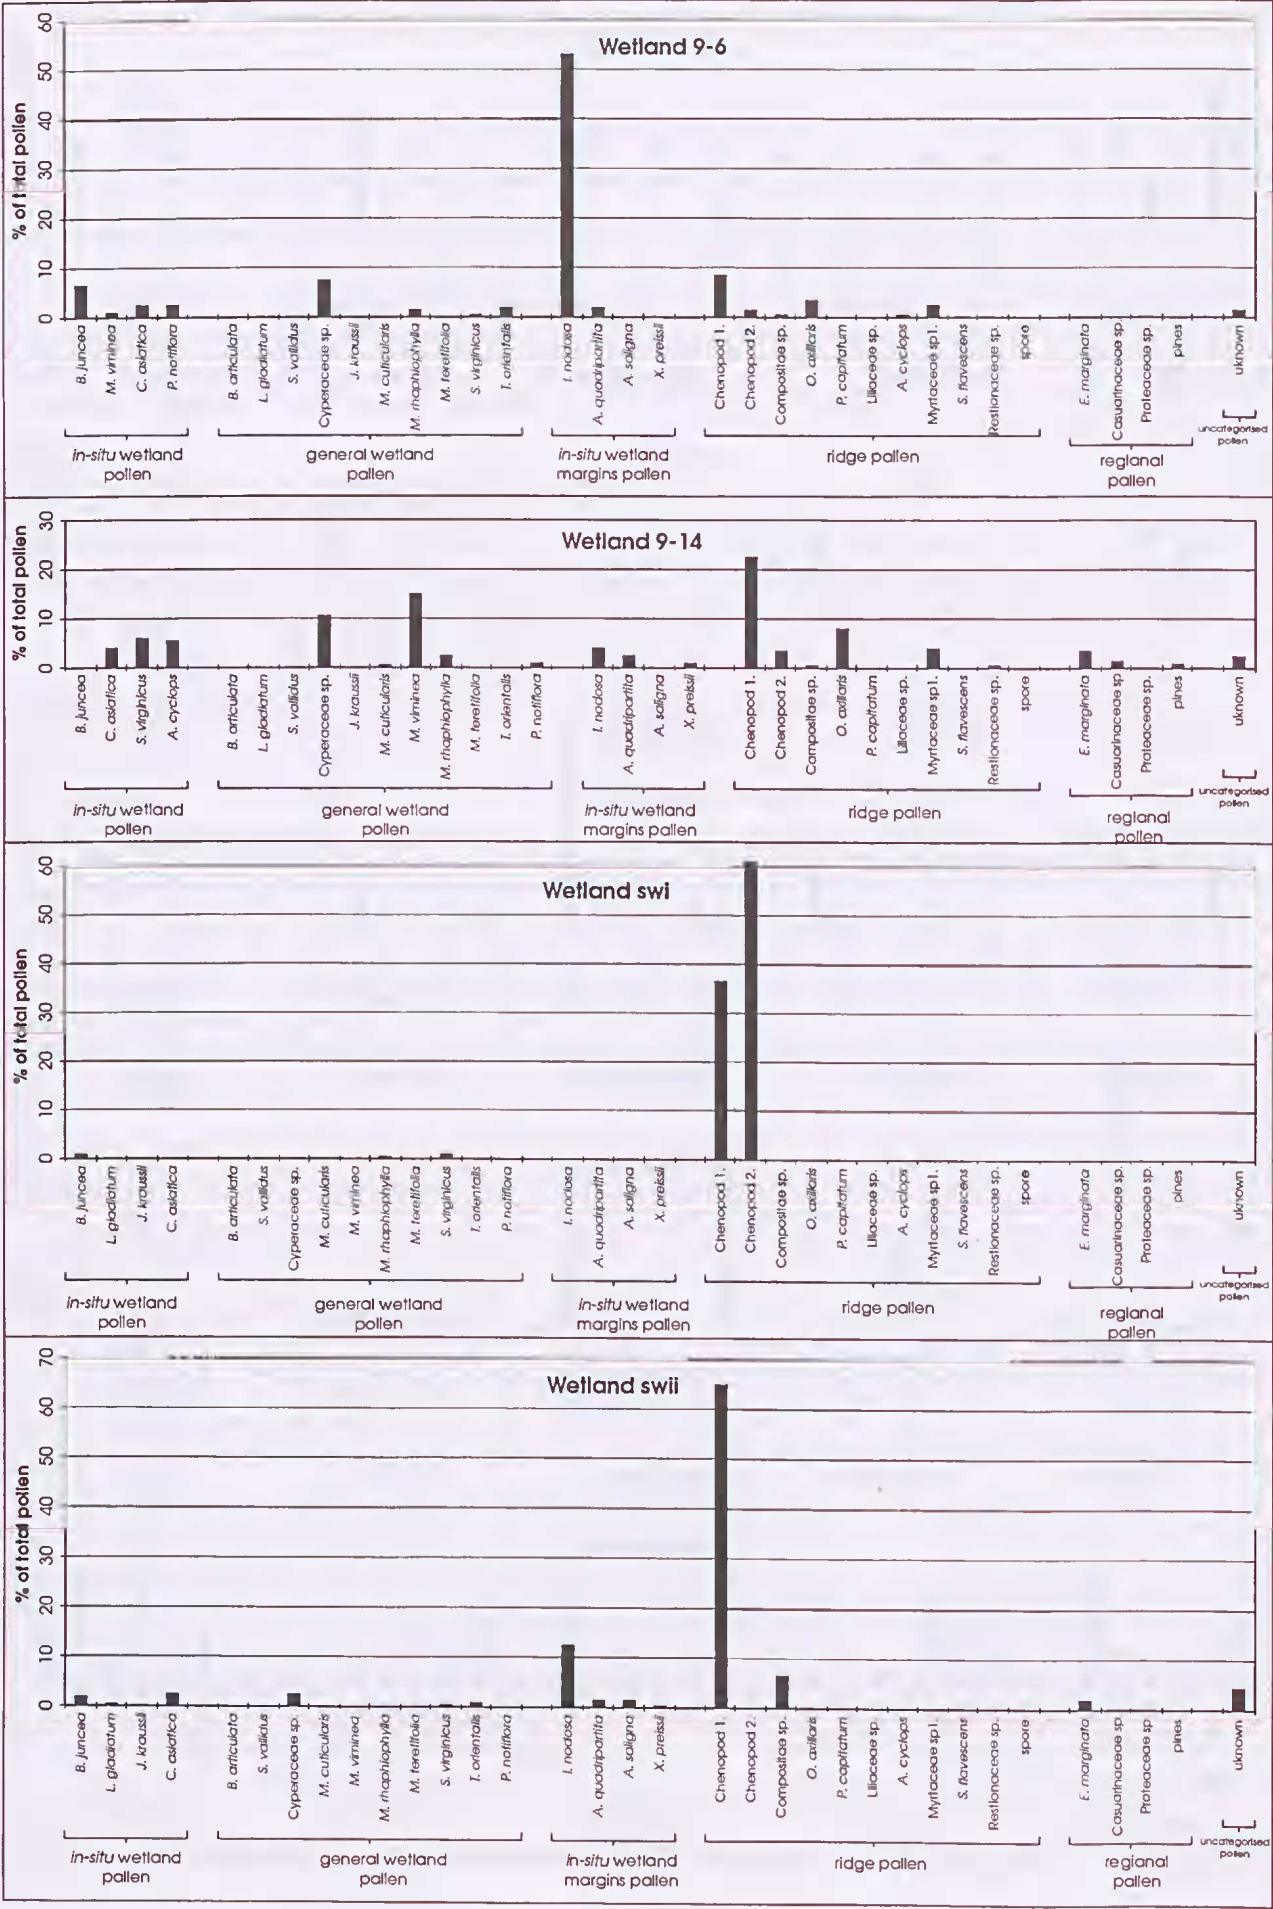 Wetland 9-6
% of total pollen
60
50
40
30
20
10
0
B. juncea
M. viminea
C. asiatica
P. notiflora
B. articulata
L. gladiatum
S. vallidus
Cyperaceae sp.
J. kraussii
M. cuticularis
M. rhaphiophylla
M. teretifolia
S. virginicus
T. orientalis
I. nodosa
A. quadripartita
A. saligna
X. preissii
Chenopod 1.
Chenopod 2.
Compositae sp.
O. axillaris
P. capitatum
Liliaceae sp.
A. cyclops
Myrtaceae sp1.
S. flavescens
Restionaceae sp.
spore
E. marginata
Casuarinaceae sp.
Proteaceae sp.
pines
uknown
in-situ wetland
pollen
general wetland
pollen
in-situ wetland
margins pollen
ridge pollen
regional
pollen
uncategorised
pollen
Wetland 9-14
% of total pollen
30
20
10
0
B. juncea
C. asiatica
S. virginicus
A. cyclops
B. articulata
L. gladiatum
S. vallidus
Cyperaceae sp.
J. kraussii
M. cuticularis
M. viminea
M. rhaphiophylla
M. teretifolia
T. orientalis
P. notiflora
I. nodosa
A. quadripartita
A. saligna
X. preissii
Chenopod 1.
Chenopod 2.
Compositae sp.
O. axillaris
P. capitatum
Liliaceae sp.
Myrtaceae sp1.
S. flavescens
Restionaceae sp.
spore
E. marginata
Casuarinaceae sp.
Proteaceae sp.
pines
uknown
in-situ wetland
pollen
general wetland
pollen
in-situ wetland
margins pollen
ridge pollen
regional
pollen
uncategorised
pollen
Wetland swi
% of total pollen
60
50
40
30
20
10
0
B. juncea
L. gladiatum
J. kraussii
C. asiatica
B. articulata
S. vallidus
Cyperaceae sp.
M. cuticularis
M. viminea
M. rhaphiophylla
M. teretifolia
S. virginicus
T. orientalis
P. notiflora
I. nodosa
A. quadripartita
A. saligna
X. preissii
Chenopod 1.
Chenopod 2.
Compositae sp.
O. axillaris
P. capitatum
Liliaceae sp.
A. cyclops
Myrtaceae sp1.
S. flavescens
Restionaceae sp.
spore
E. marginata
Casuarinaceae sp.
Proteaceae sp.
pines
uknown
in-situ wetland
pollen
general wetland
pollen
in-situ wetland
margins pollen
ridge pollen
regional
pollen
uncategorised
pollen
Wetland swii
% of total pollen
70
60
50
40
30
20
10
0
B. juncea
L. gladiatum
J. kraussii
C. asiatica
B. articulata
S. vallidus
Cyperaceae sp.
M. cuticularis
M. viminea
M. rhaphiophylla
M. teretifolia
S. virginicus
T. orientalis
P. notiflora
I. nodosa
A. quadripartita
A. saligna
X. preissii
Chenopod 1.
Chenopod 2.
Compositae sp.
O. axillaris
P. capitatum
Liliaceae sp.
A. cyclops
Myrtaceae sp1.
S. flavescens
Restionaceae sp.
spore
E. marginata
Casuarinaceae sp.
Proteaceae sp.
pines
uknown
in-situ wetland
pollen
general wetland
pollen
in-situ wetland
margins pollen
ridge pollen
regional
pollen
uncategorised
pollen